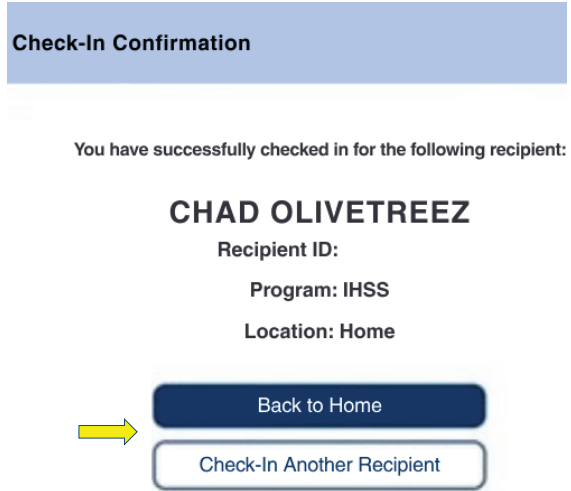 Check-In Confirmation
You have successfully checked in for the following recipient:
CHAD OLIVETREEZ
Recipient ID:
Program: IHSS
Location: Home
Back to Home
Check-In Another Recipient